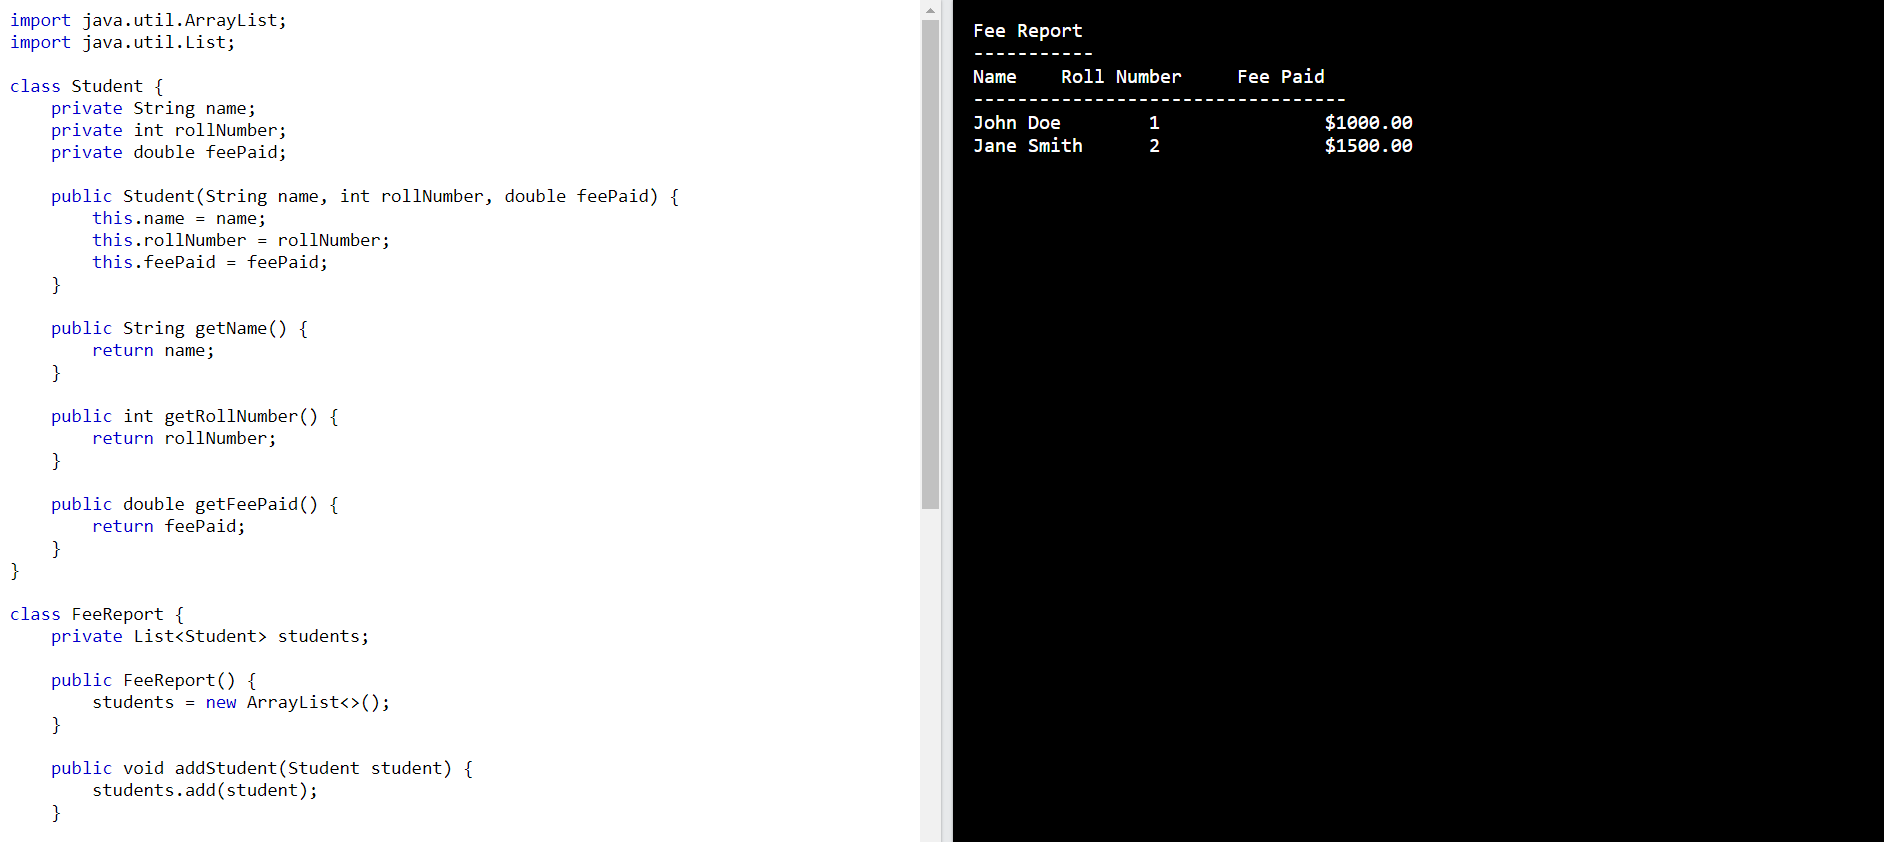 import java.util.ArrayList;
import java.util.List;

class Student {
    private String name;
    private int rollNumber;
    private double feePaid;

    public Student(String name, int rollNumber, double feePaid) {
        this.name = name;
        this.rollNumber = rollNumber;
        this.feePaid = feePaid;
    }

    public String getName() {
        return name;
    }

    public int getRollNumber() {
        return rollNumber;
    }

    public double getFeePaid() {
        return feePaid;
    }
}

class FeeReport {
    private List<Student> students;

    public FeeReport() {
        students = new ArrayList<>();
    }

    public void addStudent(Student student) {
        students.add(student);
    }

Fee Report
-----------
Name    Roll Number     Fee Paid
----------------------------------
John Doe        1               $1000.00
Jane Smith      2               $1500.00